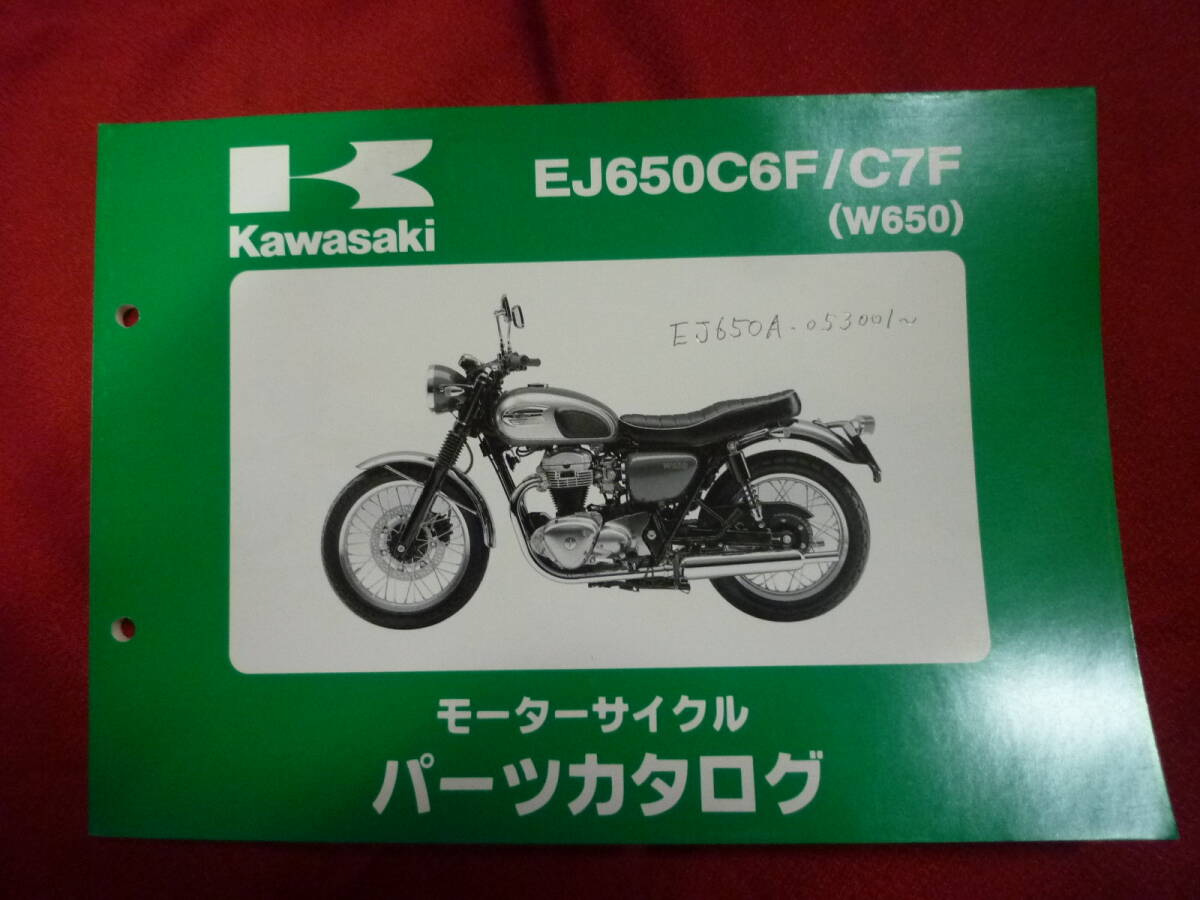 Kawasaki
EJ650C6F/C7F
(W650)
EJ650A-053001~
W650
モーターサイクル
パーツカタログ